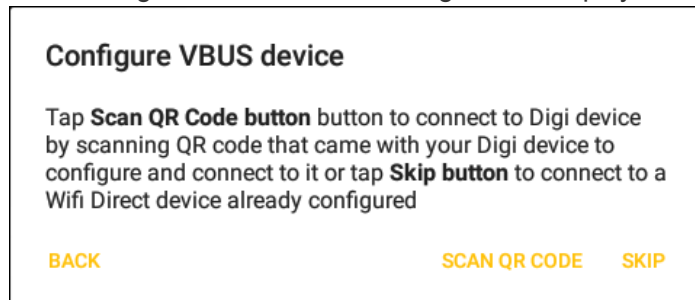 Configure VBUS device
Tap Scan QR Code button button to connect to Digi device
by scanning QR code that came with your Digi device to
configure and connect to it or tap Skip button to connect to a
Wifi Direct device already configured
BACK SCAN QR CODE SKIP